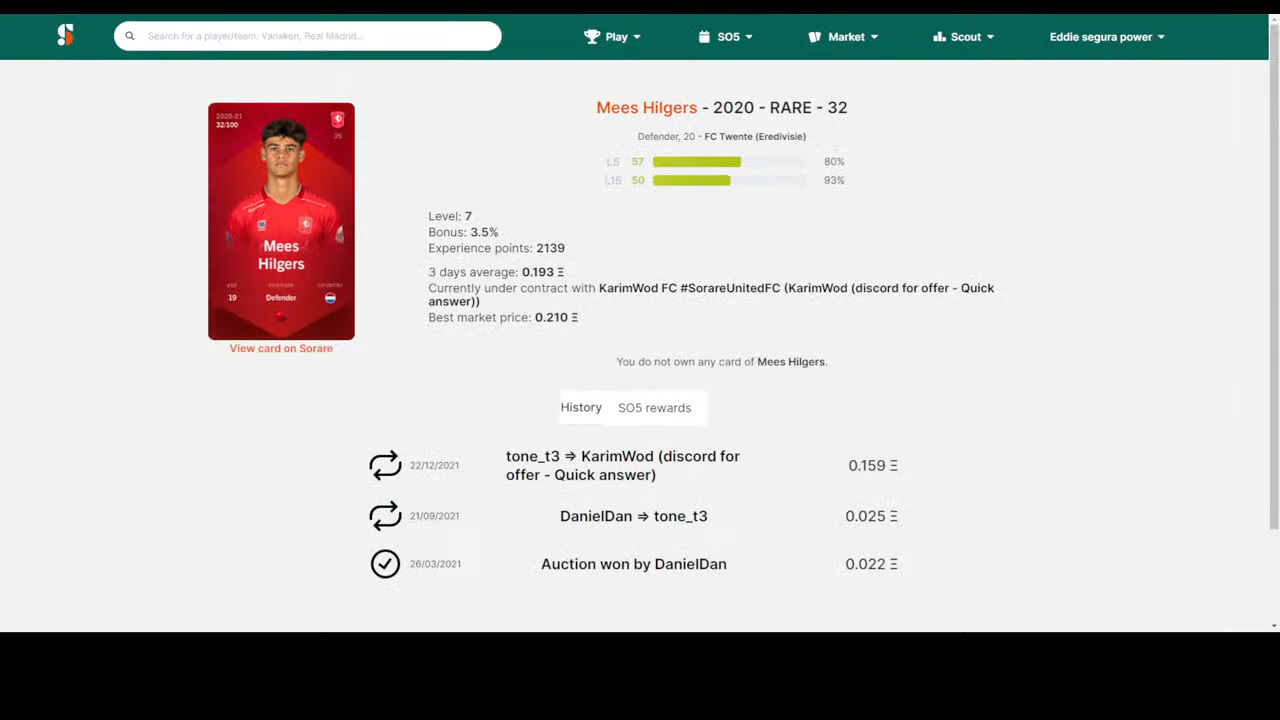 Search for a player/team: Vanaken, Real Madrid...
Play
SO5
Market
Scout
Eddie segura power
2020-21
32/100
Mees
Hilgers
AGE
POSITION
COUNTRY
19
Defender
View card on Sorare
Mees Hilgers - 2020 - RARE - 32
Defender, 20 - FC Twente (Eredivisie)
L5 57 80%
L15 50 93%
Level: 7
Bonus: 3.5%
Experience points: 2139
3 days average: 0.193 Ξ
Currently under contract with KarimWod FC #SorareUnitedFC (KarimWod (discord for offer - Quick
answer))
Best market price: 0.210 Ξ
You do not own any card of Mees Hilgers.
History SO5 rewards
22/12/2021 tone_t3 => KarimWod (discord for
offer - Quick answer) 0.159 Ξ
21/09/2021 DanielDan => tone_t3 0.025 Ξ
26/03/2021 Auction won by DanielDan 0.022 Ξ